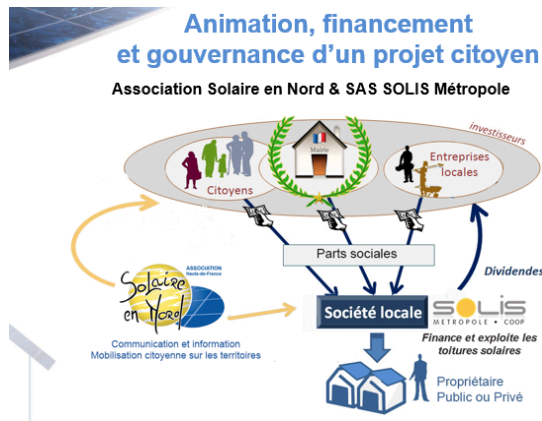 Animation, financement
et gouvernance d'un projet citoyen
Association Solaire en Nord & SAS SOLIS Métropole
investisseurs
Mairie
Citoyens
Entreprises
locales
Parts sociales
Dividendes
SOLAIRE
en NORD
ASSOCIATION
Hauts-de-France
Société locale
SOLIS
METROPOLE • COOP
Communication et information
Mobilisation citoyenne sur les territoires
Finance et exploite les
toitures solaires
Propriétaire
Public ou Privé